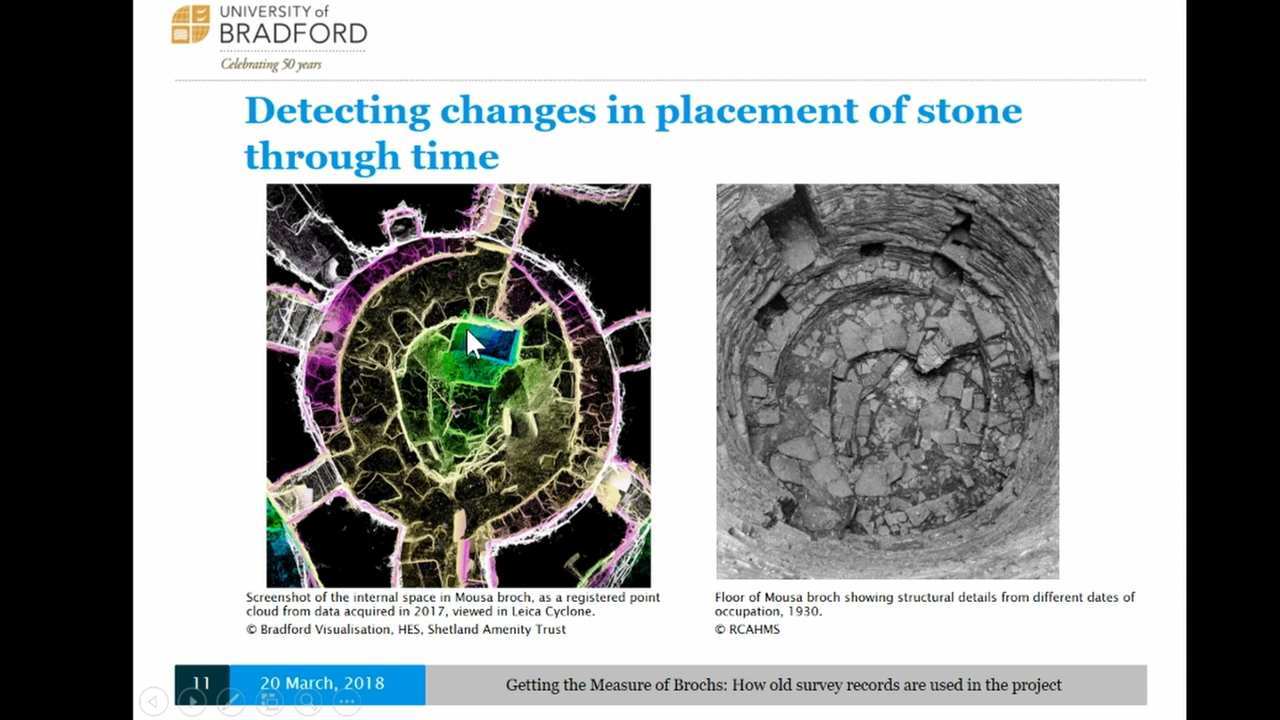 UNIVERSITY of
BRADFORD
Celebrating 50 years
Detecting changes in placement of stone
through time
Screenshot of the internal space in Mousa broch, as a registered point
cloud from data acquired in 2017, viewed in Leica Cyclone.
© Bradford Visualisation, HES, Shetland Amenity Trust
Floor of Mousa broch showing structural details from different dates of
occupation, 1930.
© RCAHMS
11
20 March, 2018
Getting the Measure of Brochs: How old survey records are used in the project